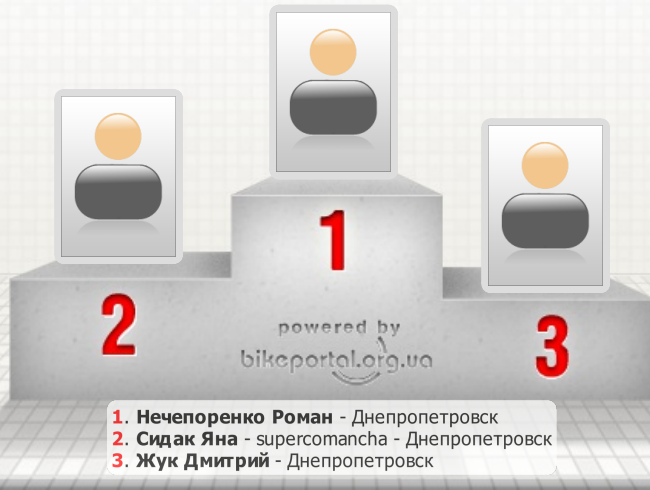 1
2
3
powered by
bikeportal.org.ua
1. Нечепоренко Роман - Днепропетровск
2. Сидак Яна - supercomancha - Днепропетровск
3. Жук Дмитрий - Днепропетровск